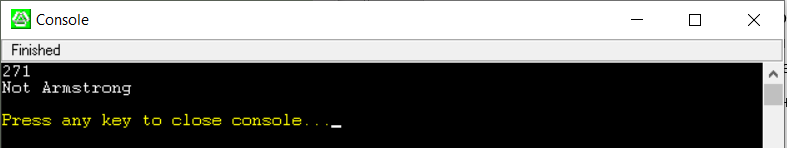 Console
Finished
271
Not Armstrong
Press any key to close console..._